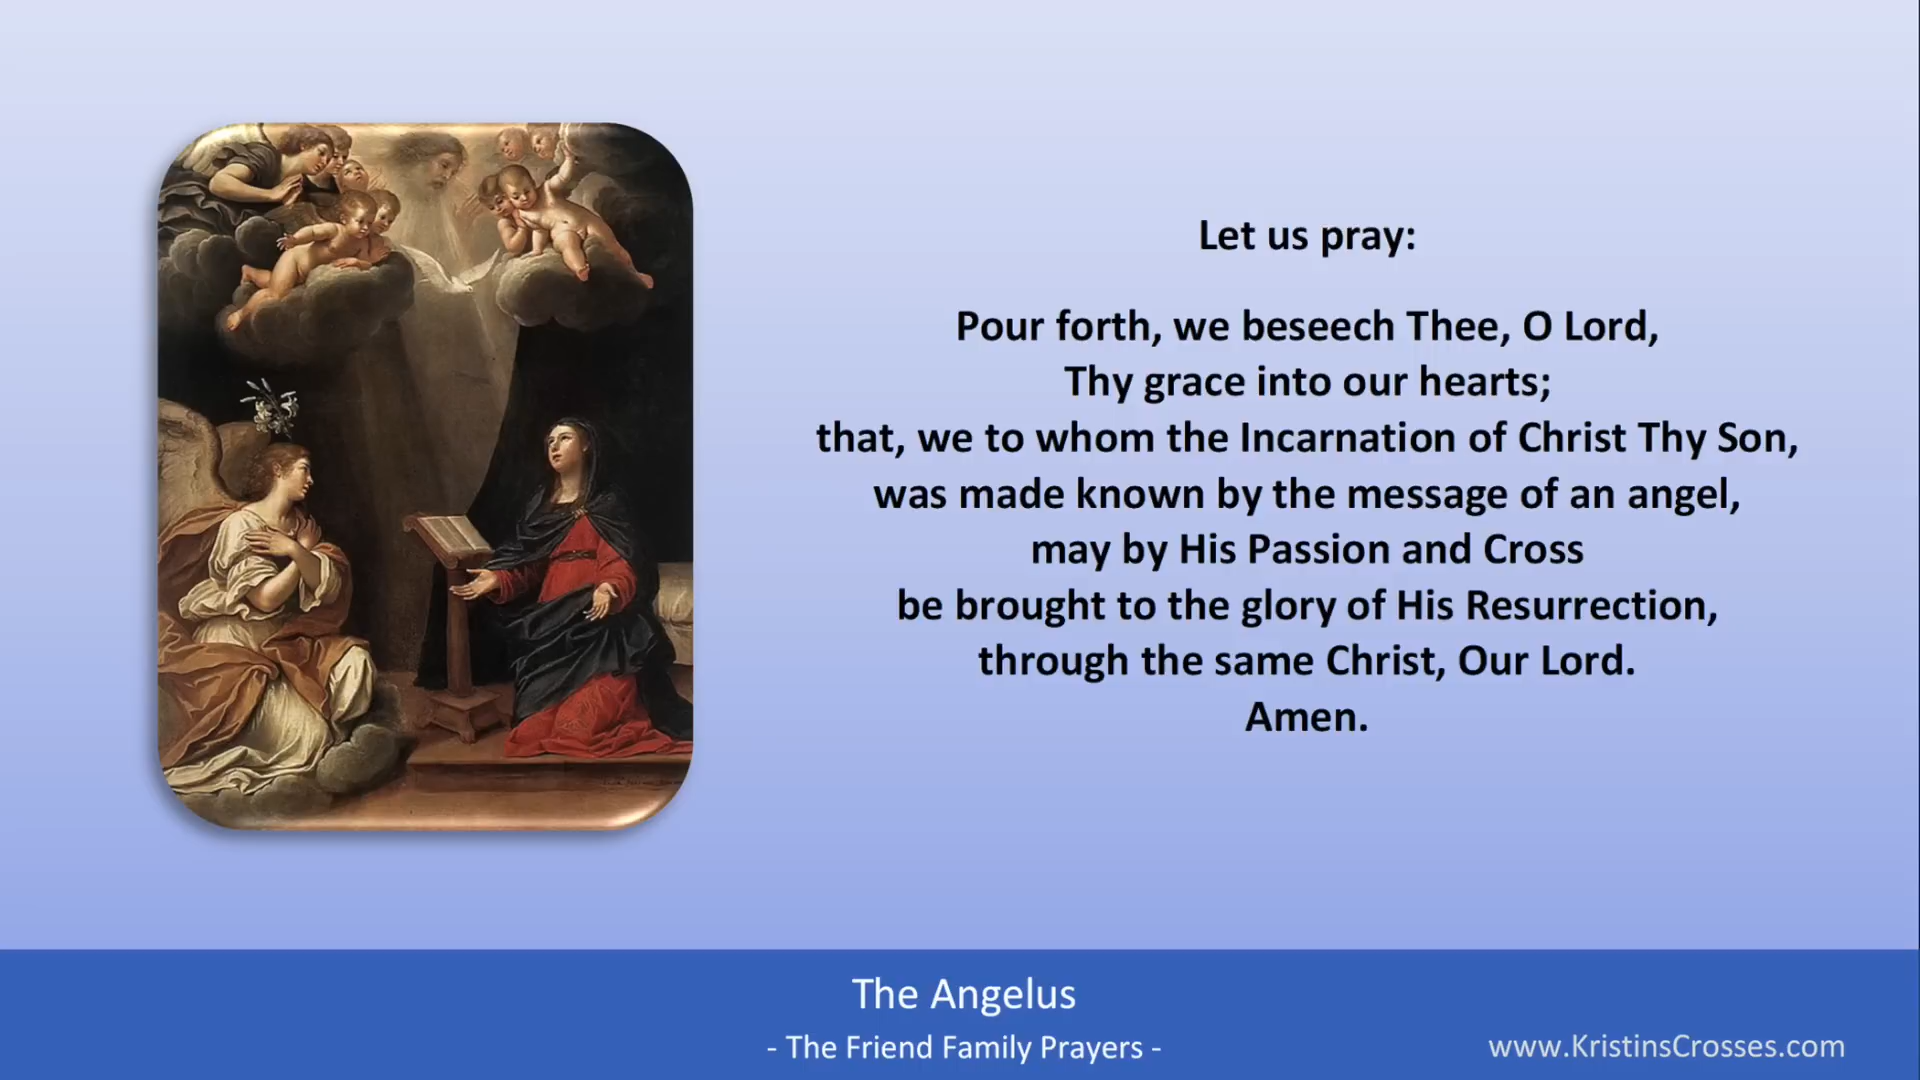 Let us pray:
Pour forth, we beseech Thee, O Lord,
Thy grace into our hearts;
that, we to whom the Incarnation of Christ Thy Son,
was made known by the message of an angel,
may by His Passion and Cross
be brought to the glory of His Resurrection,
through the same Christ, Our Lord.
Amen.
The Angelus
- The Friend Family Prayers -
www.KristinsCrosses.com